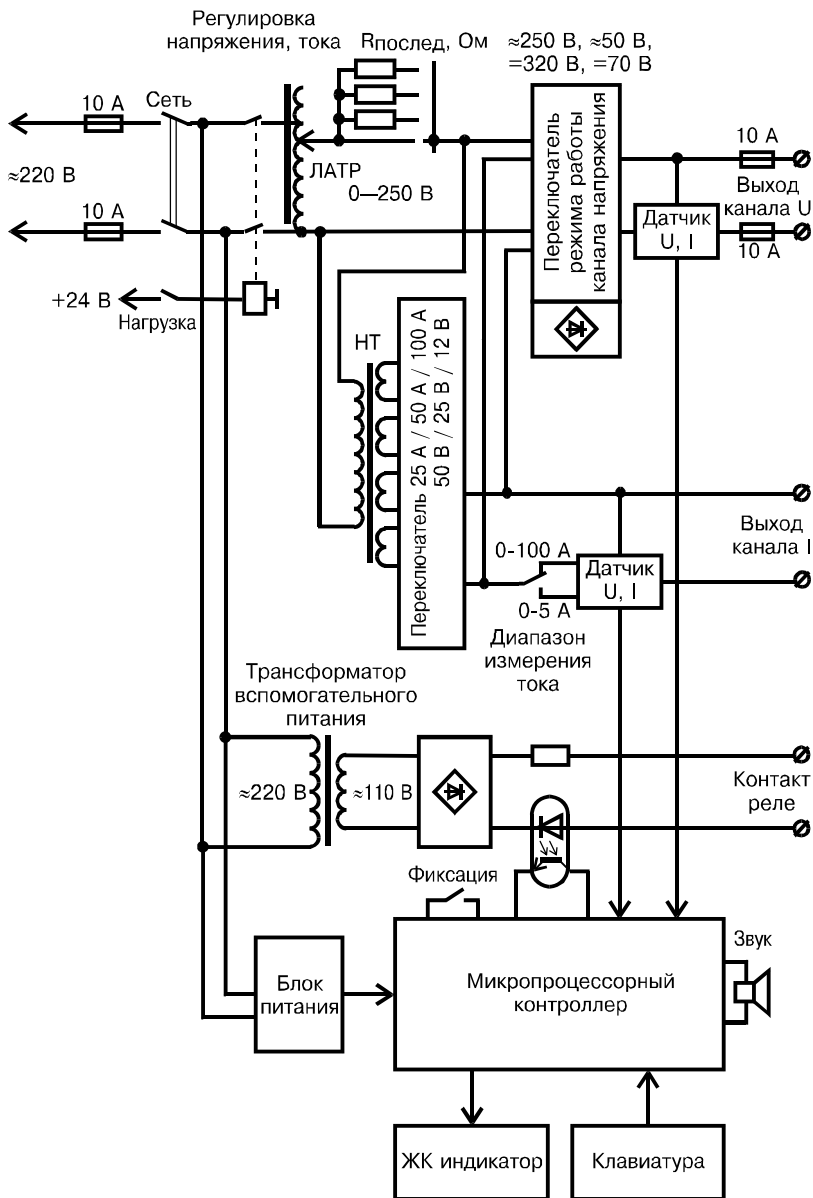 Регулировка
напряжения, тока
Rпослед, Ом
≈250 В, ≈50 В,
=320 В, =70 В
10 А
Сеть
≈220 В
ЛАТР
0—250 В
Переключатель
режима работы
канала напряжения
10 А
Выход
канала U
Датчик
U, I
10 А
10 А
+24 В
Нагрузка
НТ
Переключатель 25 А / 50 А / 100 А
50 В / 25 В / 12 В
Выход
канала I
0-100 А
Датчик
U, I
0-5 А
Диапазон
измерения
тока
Трансформатор
вспомогательного
питания
≈220 В
≈110 В
Контакт
реле
Фиксация
Звук
Блок
питания
Микропроцессорный
контроллер
ЖК индикатор
Клавиатура